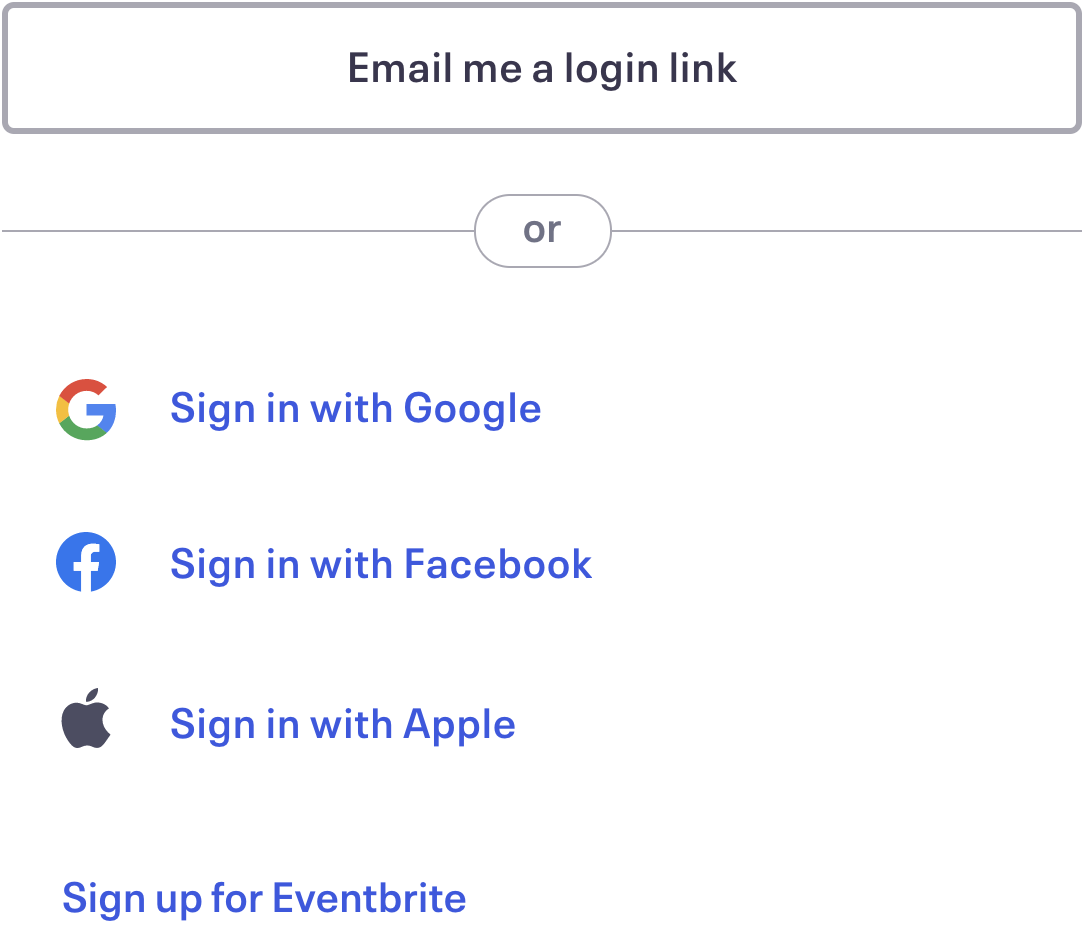 Email me a login link
or
Sign in with Google
Sign in with Facebook
Sign in with Apple
Sign up for Eventbrite